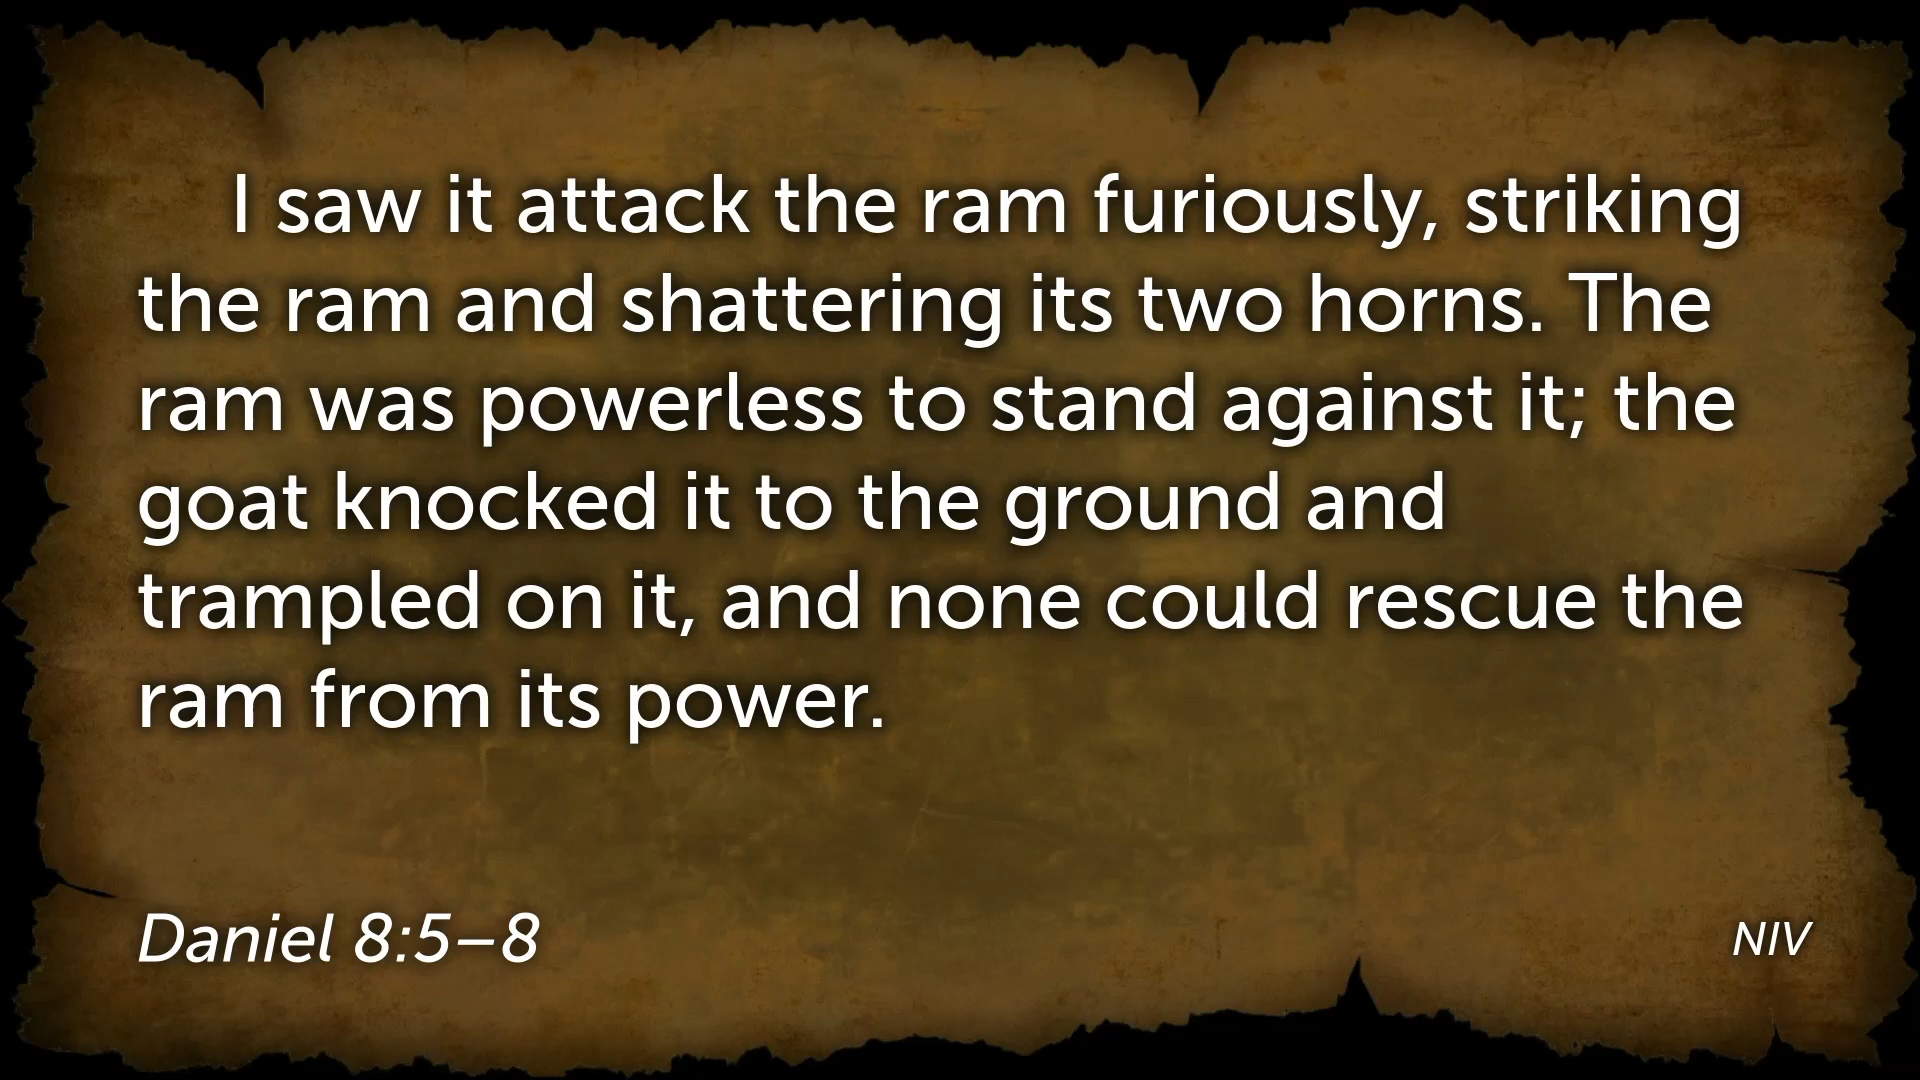 I saw it attack the ram furiously, striking
the ram and shattering its two horns. The
ram was powerless to stand against it; the
goat knocked it to the ground and
trampled on it, and none could rescue the
ram from its power.
Daniel 8:5–8
NIV